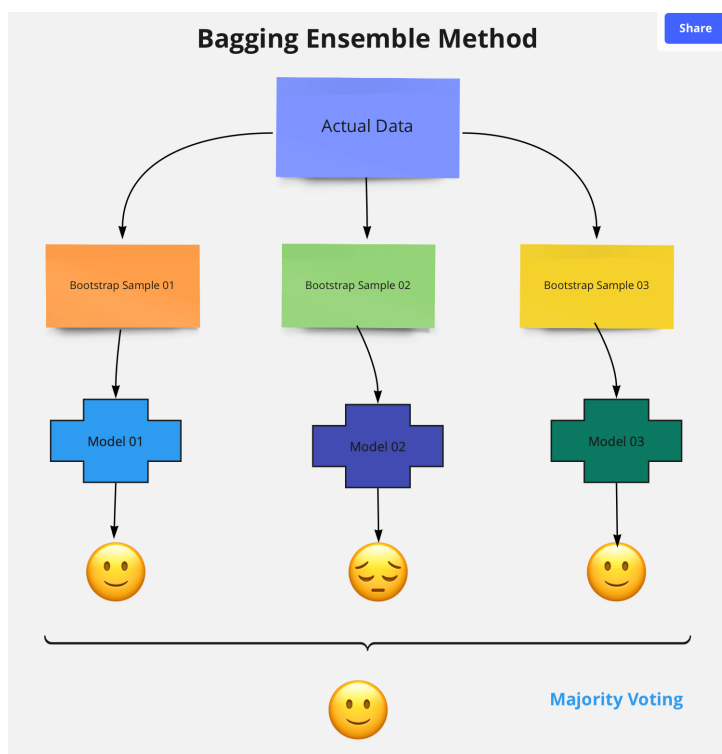 Bagging Ensemble Method
Share
Actual Data
Bootstrap Sample 01
Bootstrap Sample 02
Bootstrap Sample 03
Model 01
Model 02
Model 03
Majority Voting